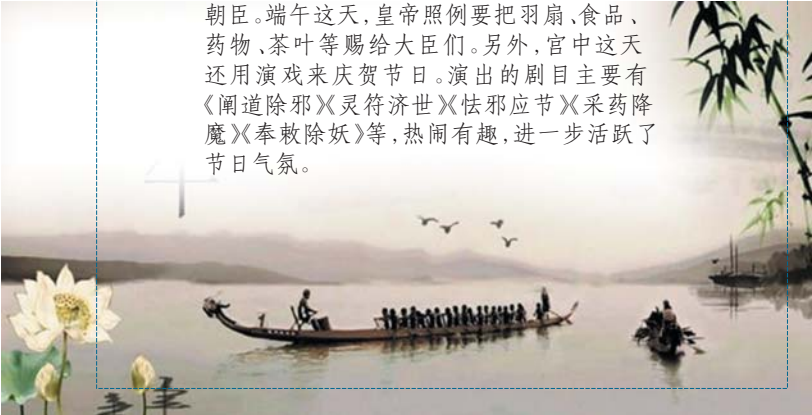 朝臣。端午这天，皇帝照例要把羽扇、食品、
药物、茶叶等赐给大臣们。另外，宫中这天
还用演戏来庆贺节日。演出的剧目主要有
《阐道除邪》《灵符济世》《怯邪应节》《采药降
魔》《奉敕除妖》等，热闹有趣，进一步活跃了
节日气氛。